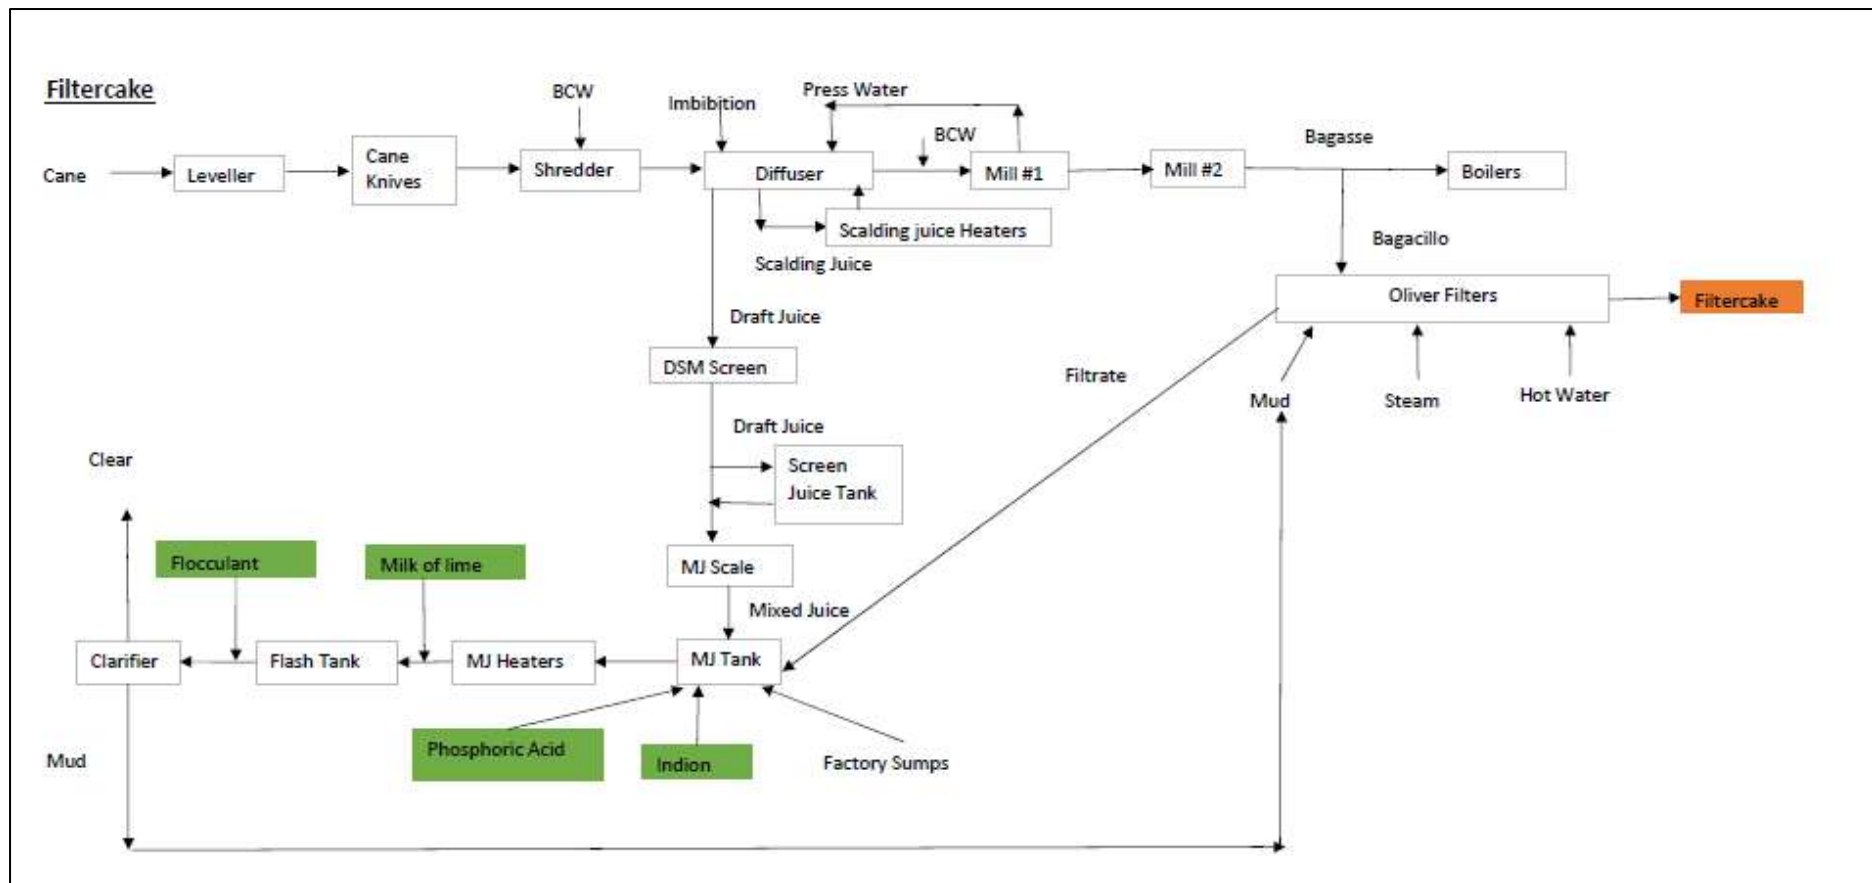 Filtercake
BCW
Imbibition
Press Water
BCW
Bagasse
Cane
Leveller
Cane
Knives
Shredder
Diffuser
Mill #1
Mill #2
Boilers
Scalding juice Heaters
Scalding Juice
Bagacillo
Oliver Filters
Filtercake
Draft Juice
DSM Screen
Filtrate
Mud
Steam
Hot Water
Draft Juice
Clear
Screen
Juice Tank
Flocculant
Milk of lime
MJ Scale
Mixed Juice
Clarifier
Flash Tank
MJ Heaters
MJ Tank
Phosphoric Acid
Indion
Factory Sumps
Mud